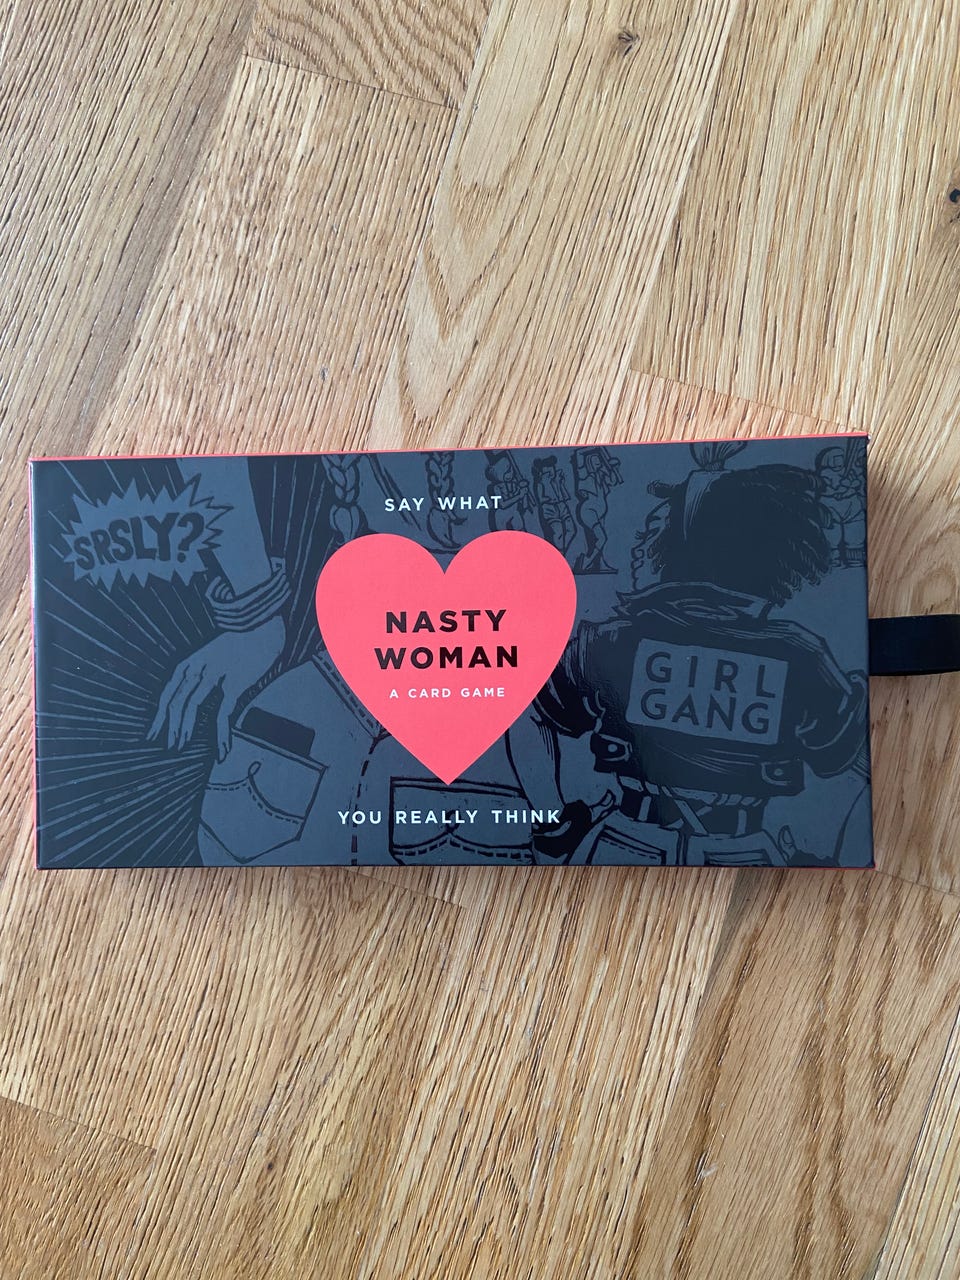 SAY WHAT
SRSLY?
NASTY
WOMAN
A CARD GAME
GIRL
GANG
YOU REALLY THINK